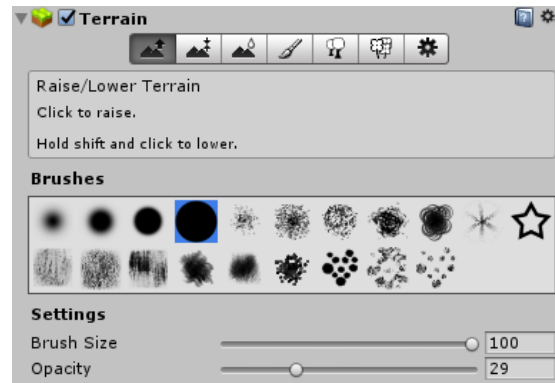 Terrain
Raise/Lower Terrain
Click to raise.
Hold shift and click to lower.
Brushes
Settings
Brush Size 100
Opacity 29